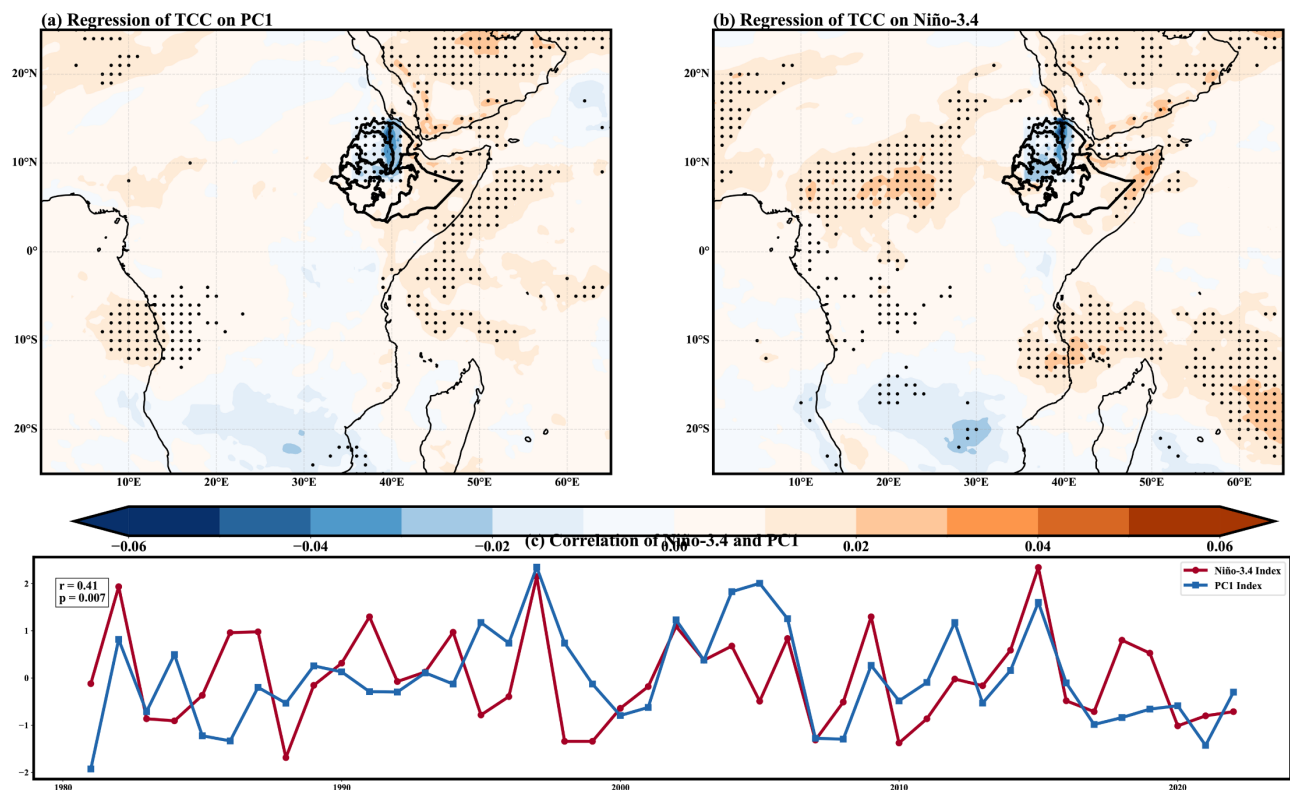 (a) Regression of TCC on PC1
(b) Regression of TCC on Niño-3.4
20°N
10°N
0°
10°S
20°S
10°E
20°E
30°E
40°E
50°E
60°E
20°N
10°N
0°
10°S
20°S
10°E
20°E
30°E
40°E
50°E
60°E
−0.06
−0.04
−0.02
0.00
0.02
0.04
0.06
(c) Correlation of Niño-3.4 and PC1
r = 0.41
p = 0.007
Niño-3.4 Index
PC1 Index
2
1
0
−1
−2
1980
1990
2000
2010
2020